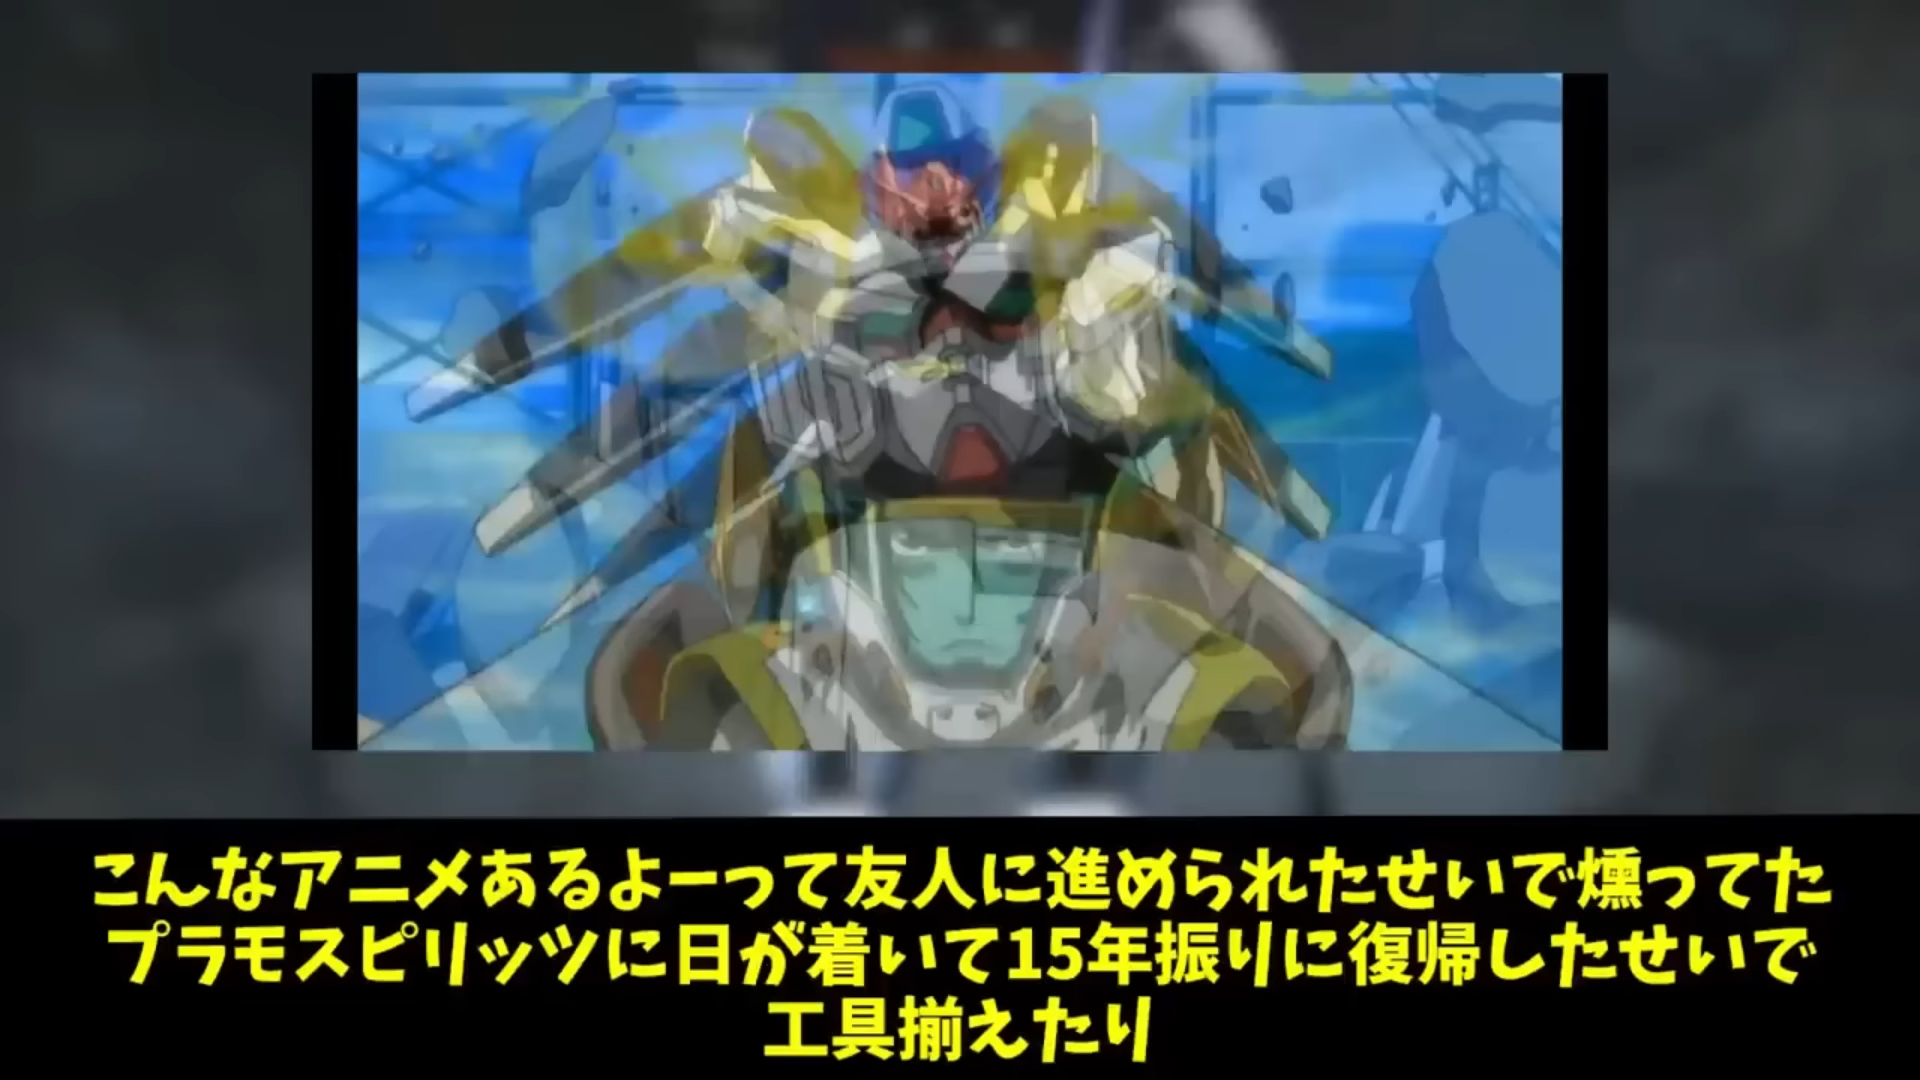 こんなアニメあるよーって友人に進められたせいで燻ってた
プラモスピリッツに日が着いて15年振りに復帰したせいで
工具揃えたり